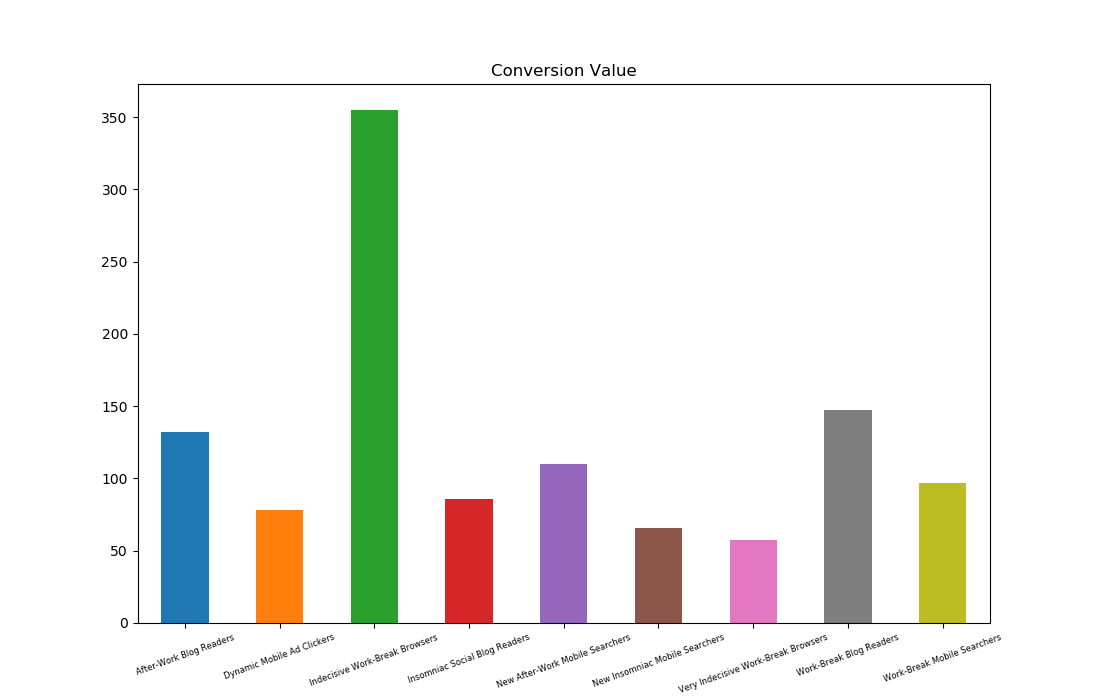 Conversion Value
350
300
250
200
150
100
50
0
After-Work Blog Readers
Dynamic Mobile Ad Clickers
Indecisive Work-Break Browsers
Insomniac Social Blog Readers
New After-Work Mobile Searchers
New Insomniac Mobile Searchers
Very Indecisive Work-Break Browsers
Work-Break Blog Readers
Work-Break Mobile Searchers